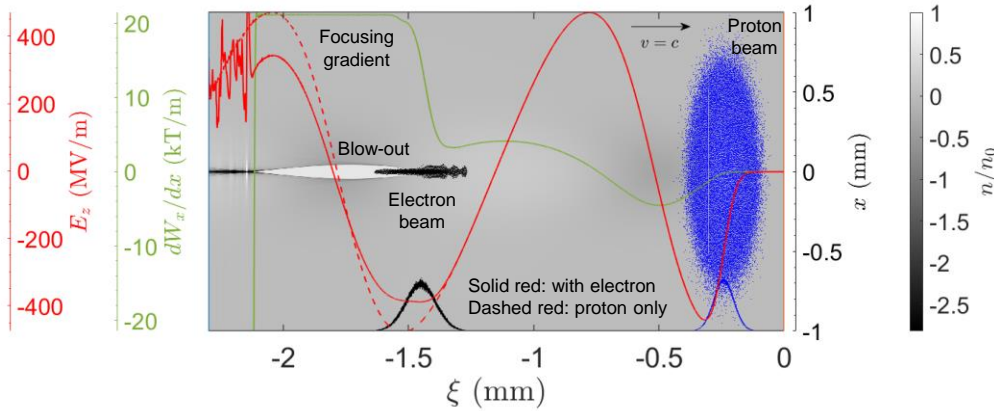 400
200
0
-200
-400
E_z (MV/m)
20
10
0
-10
-20
dW_x/dx (kT/m)
Focusing
gradient
v = c
Proton
beam
Blow-out
Electron
beam
Solid red: with electron
Dashed red: proton only
-2
-1.5
-1
-0.5
0
ξ (mm)
1
0.5
0
-0.5
-1
x (mm)
1
0.5
0
-0.5
-1
-1.5
-2
-2.5
n/n_0